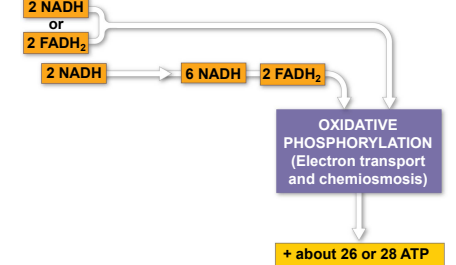 2 NADH
or
2 FADH₂
2 NADH
6 NADH
2 FADH₂
OXIDATIVE
PHOSPHORYLATION
(Electron transport
and chemiosmosis)
+ about 26 or 28 ATP